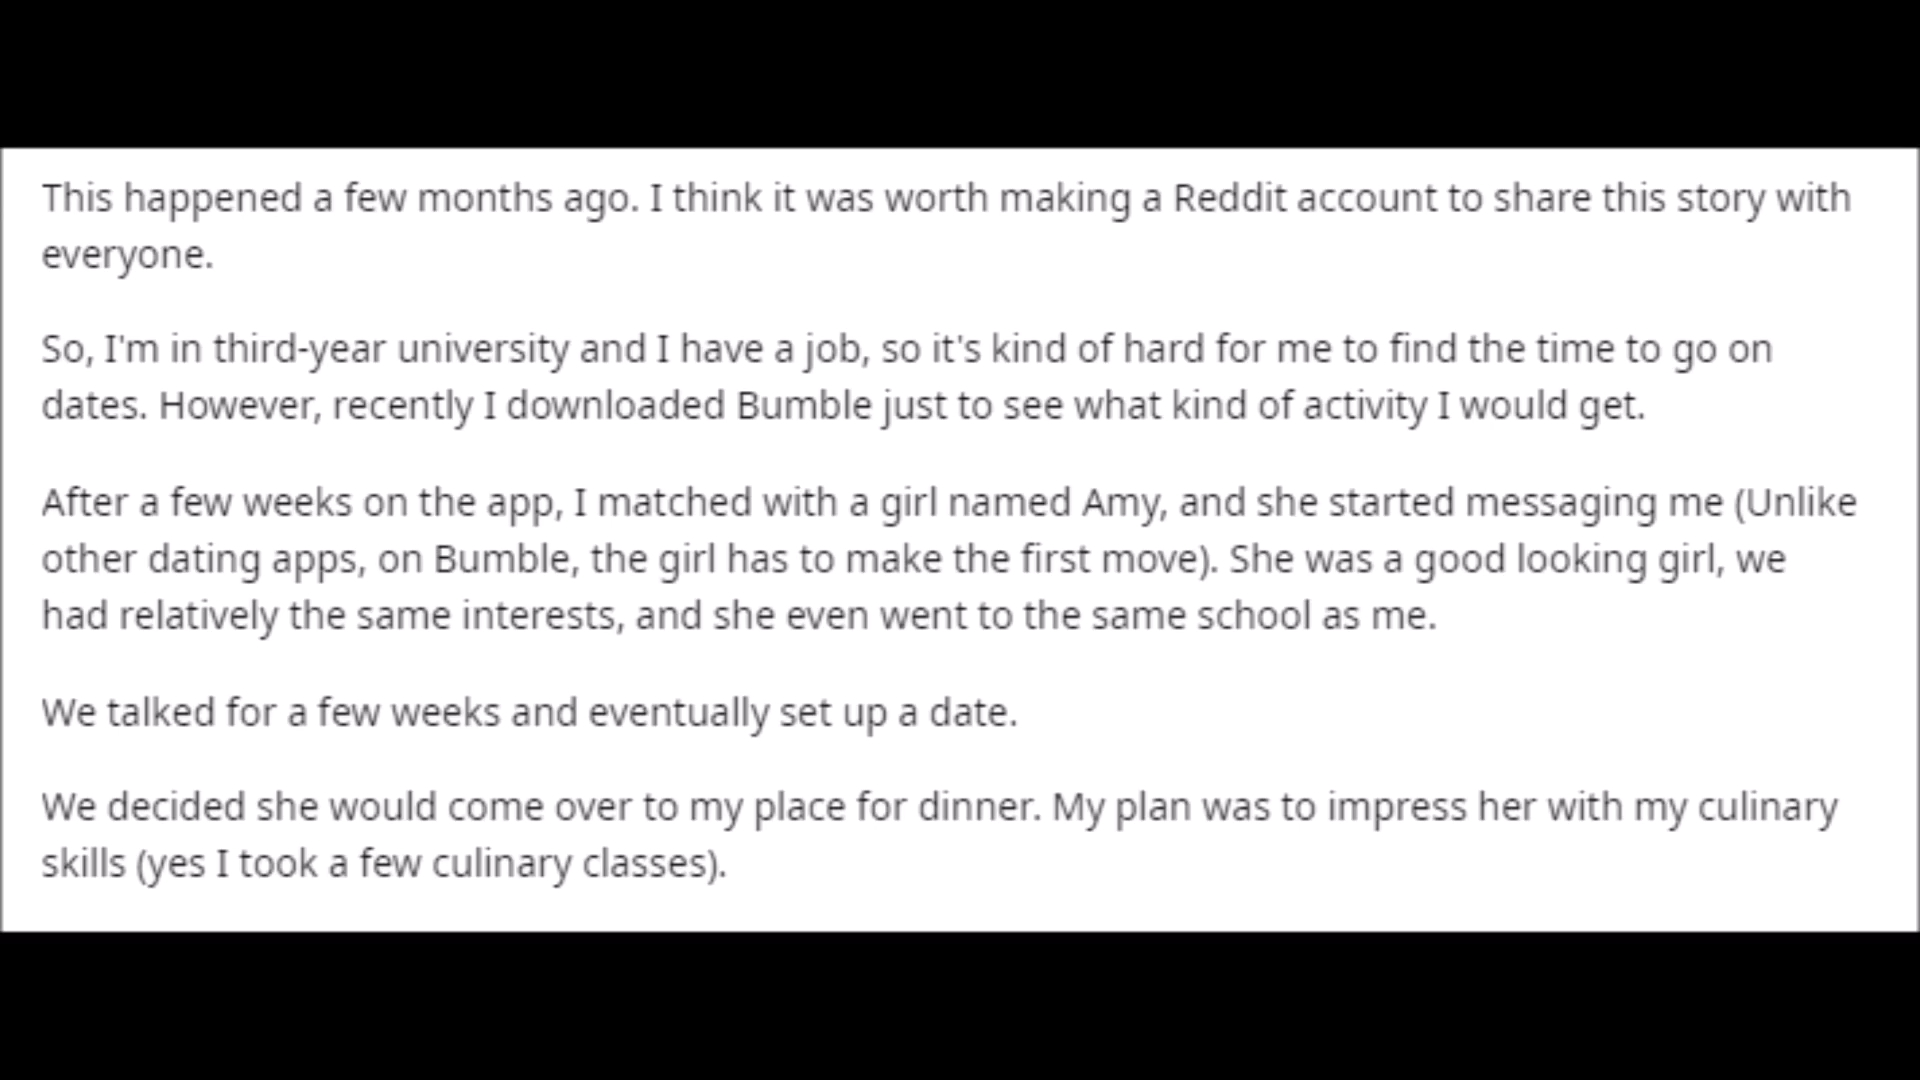 This happened a few months ago. I think it was worth making a Reddit account to share this story with
everyone.
So, I'm in third-year university and I have a job, so it's kind of hard for me to find the time to go on
dates. However, recently I downloaded Bumble just to see what kind of activity I would get.
After a few weeks on the app, I matched with a girl named Amy, and she started messaging me (Unlike
other dating apps, on Bumble, the girl has to make the first move). She was a good looking girl, we
had relatively the same interests, and she even went to the same school as me.
We talked for a few weeks and eventually set up a date.
We decided she would come over to my place for dinner. My plan was to impress her with my culinary
skills (yes I took a few culinary classes).